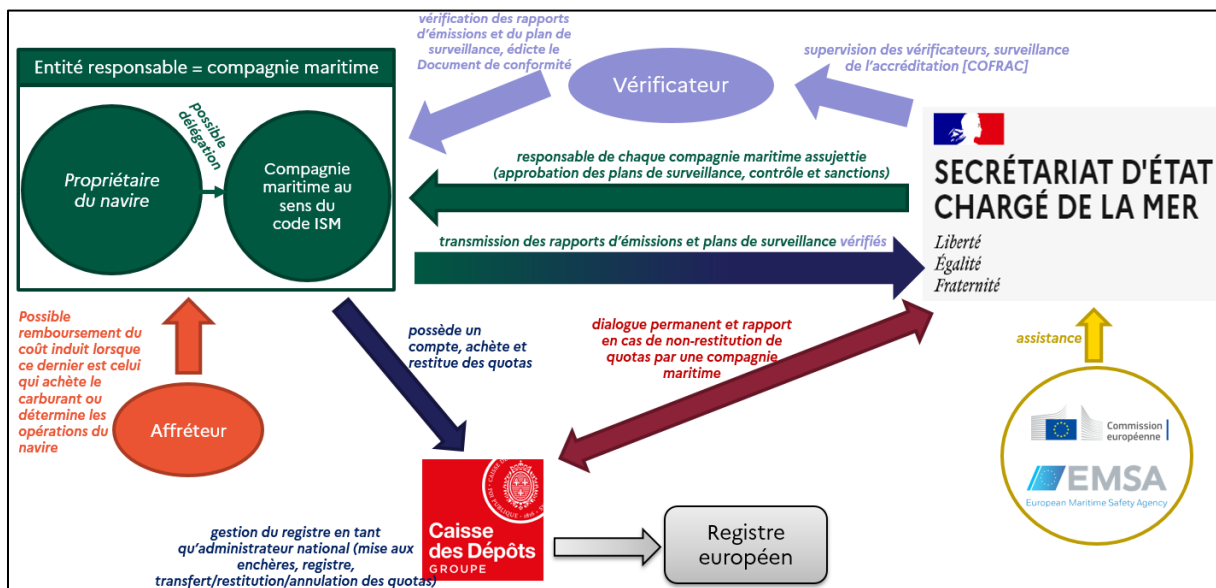 vérification des rapports
d'émissions et du plan de
surveillance, édicte le
Document de conformité
supervision des vérificateurs, surveillance
de l'accréditation [COFRAC]
Vérificateur
Entité responsable = compagnie maritime
Propriétaire
du navire
possible
délégation
Compagnie
maritime au
sens du
code ISM
responsable de chaque compagnie maritime assujettie
(approbation des plans de surveillance, contrôle et sanctions)
transmission des rapports d'émissions et plans de surveillance vérifiés
SECRÉTARIAT D'ÉTAT
CHARGÉ DE LA MER
Liberté
Égalité
Fraternité
Possible
remboursement du
coût induit lorsque
ce dernier est celui
qui achète le
carburant ou
détermine les
opérations du
navire
Affréteur
possède un
compte, achète et
restitue des quotas
dialogue permanent et rapport
en cas de non-restitution de
quotas par une compagnie
maritime
assistance
Commission
européenne
EMSA
European Maritime Safety Agency
gestion du registre en tant
qu'administrateur national (mise aux
enchères, registre,
transfert/restitution/annulation des quotas)
Caisse
des Dépôts
GROUPE
Registre
européen